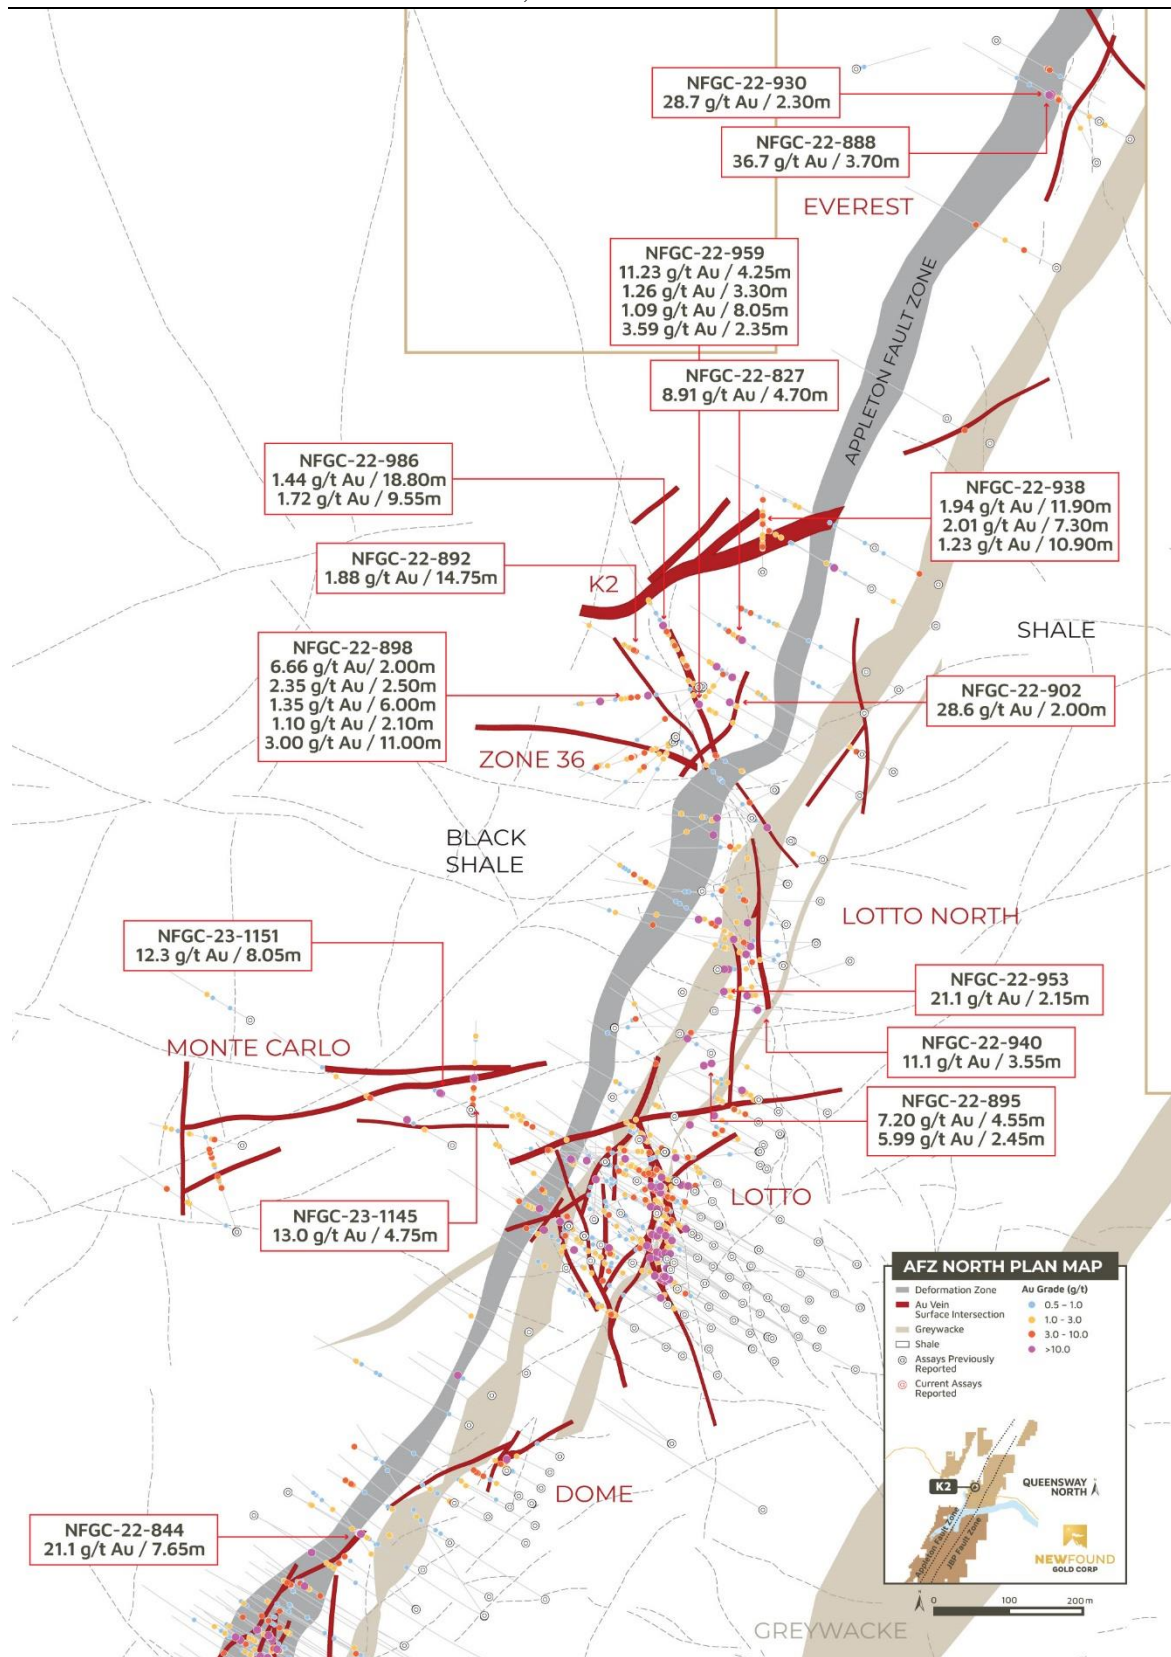 NFGC-22-930
28.7 g/t Au / 2.30m
NFGC-22-888
36.7 g/t Au / 3.70m
EVEREST
NFGC-22-959
11.23 g/t Au / 4.25m
1.26 g/t Au / 3.30m
1.09 g/t Au / 8.05m
3.59 g/t Au / 2.35m
APPLETON FAULT ZONE
NFGC-22-827
8.91 g/t Au / 4.70m
NFGC-22-986
1.44 g/t Au / 18.80m
1.72 g/t Au / 9.55m
NFGC-22-938
1.94 g/t Au / 11.90m
2.01 g/t Au / 7.30m
1.23 g/t Au / 10.90m
NFGC-22-892
1.88 g/t Au / 14.75m
K2
SHALE
NFGC-22-898
6.66 g/t Au/ 2.00m
2.35 g/t Au / 2.50m
1.35 g/t Au / 6.00m
1.10 g/t Au / 2.10m
3.00 g/t Au / 11.00m
NFGC-22-902
28.6 g/t Au / 2.00m
ZONE 36
BLACK
SHALE
LOTTO NORTH
NFGC-23-1151
12.3 g/t Au / 8.05m
NFGC-22-953
21.1 g/t Au / 2.15m
MONTE CARLO
NFGC-22-940
11.1 g/t Au / 3.55m
NFGC-22-895
7.20 g/t Au / 4.55m
5.99 g/t Au / 2.45m
LOTTO
NFGC-23-1145
13.0 g/t Au / 4.75m
AFZ NORTH PLAN MAP
Deformation Zone
Au Vein
Surface Intersection
Greywacke
Shale
Assays Previously
Reported
Current Assays
Reported
Au Grade (g/t)
0.5 – 1.0
1.0 - 3.0
3.0 - 10.0
>10.0
K2
QUEENSWAY
NORTH
Appleton Fault Zone
JBP Fault Zone
NEWFOUND
GOLD CORP
0 100 200 m
DOME
NFGC-22-844
21.1 g/t Au / 7.65m
GREYWACKE